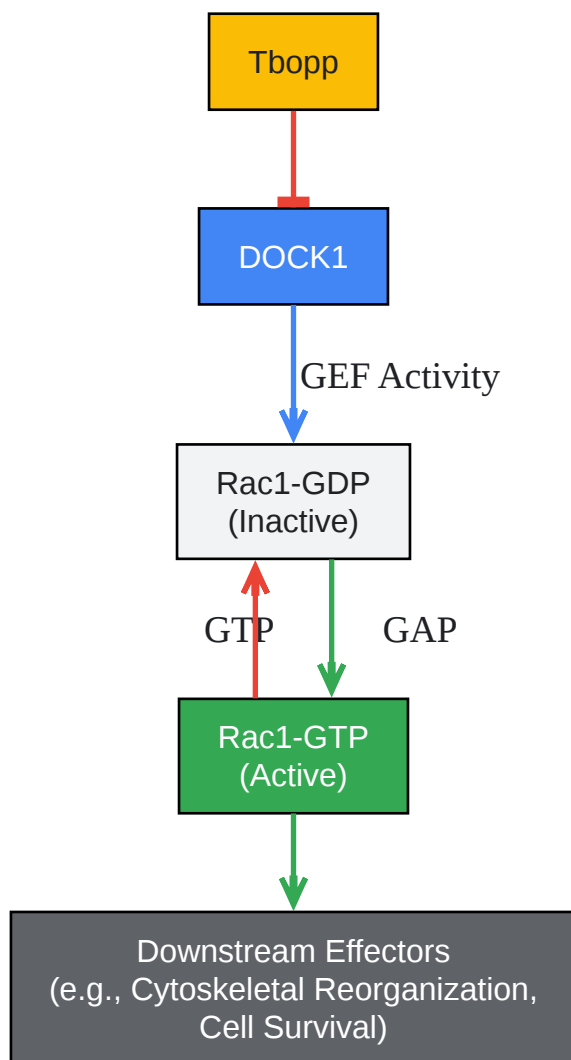 Tbopp
DOCK1
GEF Activity
Rac1-GDP
(Inactive)
GTP
GAP
Rac1-GTP
(Active)
Downstream Effectors
(e.g., Cytoskeletal Reorganization,
Cell Survival)